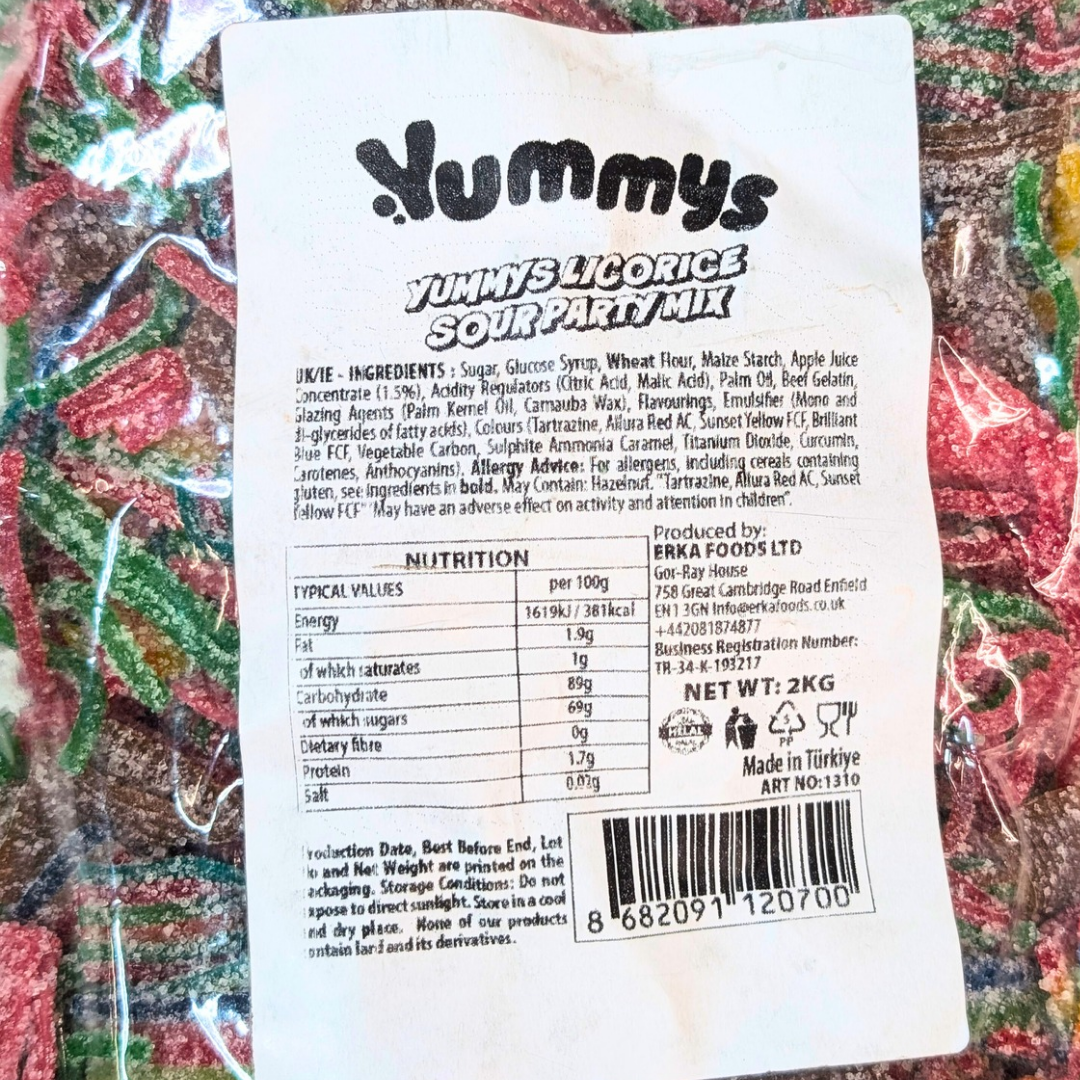 Yummys
YUMMYS LICORICE
SOUR PARTY MIX
UK/IE - INGREDIENTS : Sugar, Glucose Syrup, Wheat Flour, Maize Starch, Apple Juice
Concentrate (1.5%), Acidity Regulators (Citric Acid, Malic Acid), Palm Oil, Beef Gelatin,
Glazing Agents (Palm Kernel Oil, Carnauba Wax), Flavourings, Emulsifier (Mono and
di-glycerides of fatty acids), Colours (Tartrazine, Allura Red AC, Sunset Yellow FCF, Brilliant
Blue FCF, Vegetable Carbon, Sulphite Ammonia Caramel, Titanium Dioxide, Curcumin,
Carotenes, Anthocyanins). Allergy Advice: For allergens, including cereals containing
gluten, see ingredients in bold. May Contain: Hazelnut. "Tartrazine, Allura Red AC, Sunset
Yellow FCF" "May have an adverse effect on activity and attention in children".
NUTRITION
TYPICAL VALUES per 100g
Energy 1619kJ / 381kcal
Fat 1.9g
of which saturates 1g
Carbohydrate 89g
of which sugars 69g
Dietary fibre 0g
Protein 1.7g
Salt 0.02g
Produced by:
ERKA FOODS LTD
Gor-Ray House
758 Great Cambridge Road Enfield
EN1 3GN Info@erkafoods.co.uk
+442081874877
Business Registration Number:
TR-34-K-193217
NET WT: 2KG
HELAL
5
PP
Made in Türkiye
ART NO:1310
Production Date, Best Before End, Lot
No and Net Weight are printed on the
packaging. Storage Conditions: Do not
expose to direct sunlight. Store in a cool
and dry place. None of our products
contain lard and its derivatives.
8 682091 120700